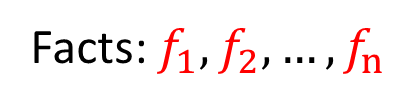 Facts: f₁, f₂, ..., fₙ